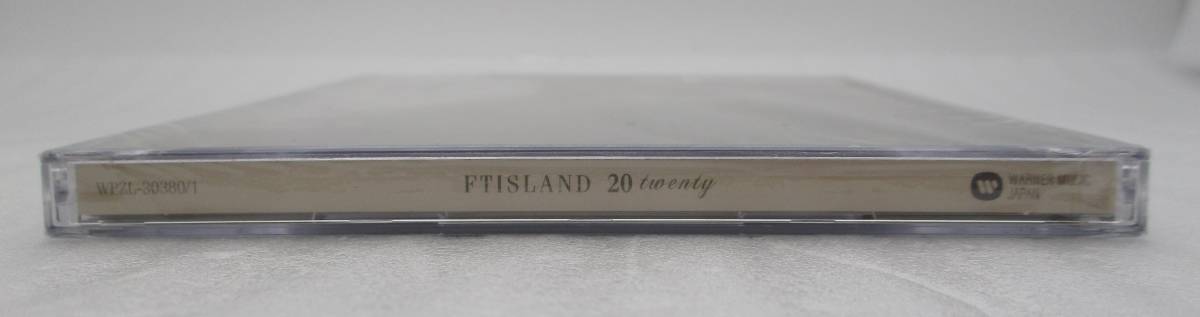 WPZL-30380/1
FTISLAND 20 twenty
WARNER MUSIC
JAPAN